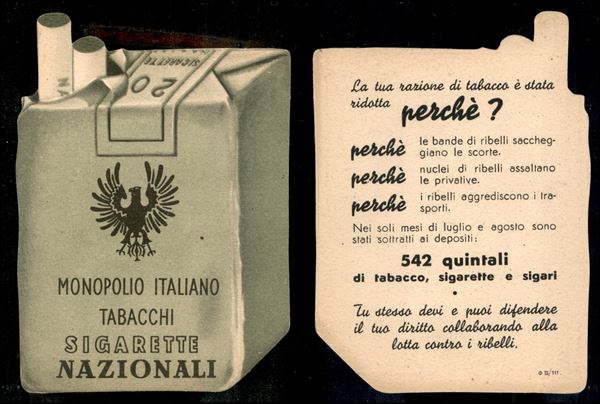 NA
SIGARETTE
20
MONOPOLIO ITALIANO
TABACCHI
SIGARETTE
NAZIONALI
La tua razione di tabacco è stata
ridotta perchè ?
perchè le bande di ribelli saccheg-
giano le scorte.
perchè nuclei di ribelli assaltano
le privative.
perchè i ribelli aggrediscono i tra-
sporti.
Nei soli mesi di luglio e agosto sono
stati sottratti ai depositi:
542 quintali
di tabacco, sigarette e sigari
•
Tu stesso devi e puoi difendere
il tuo diritto collaborando alla
lotta contro i ribelli.